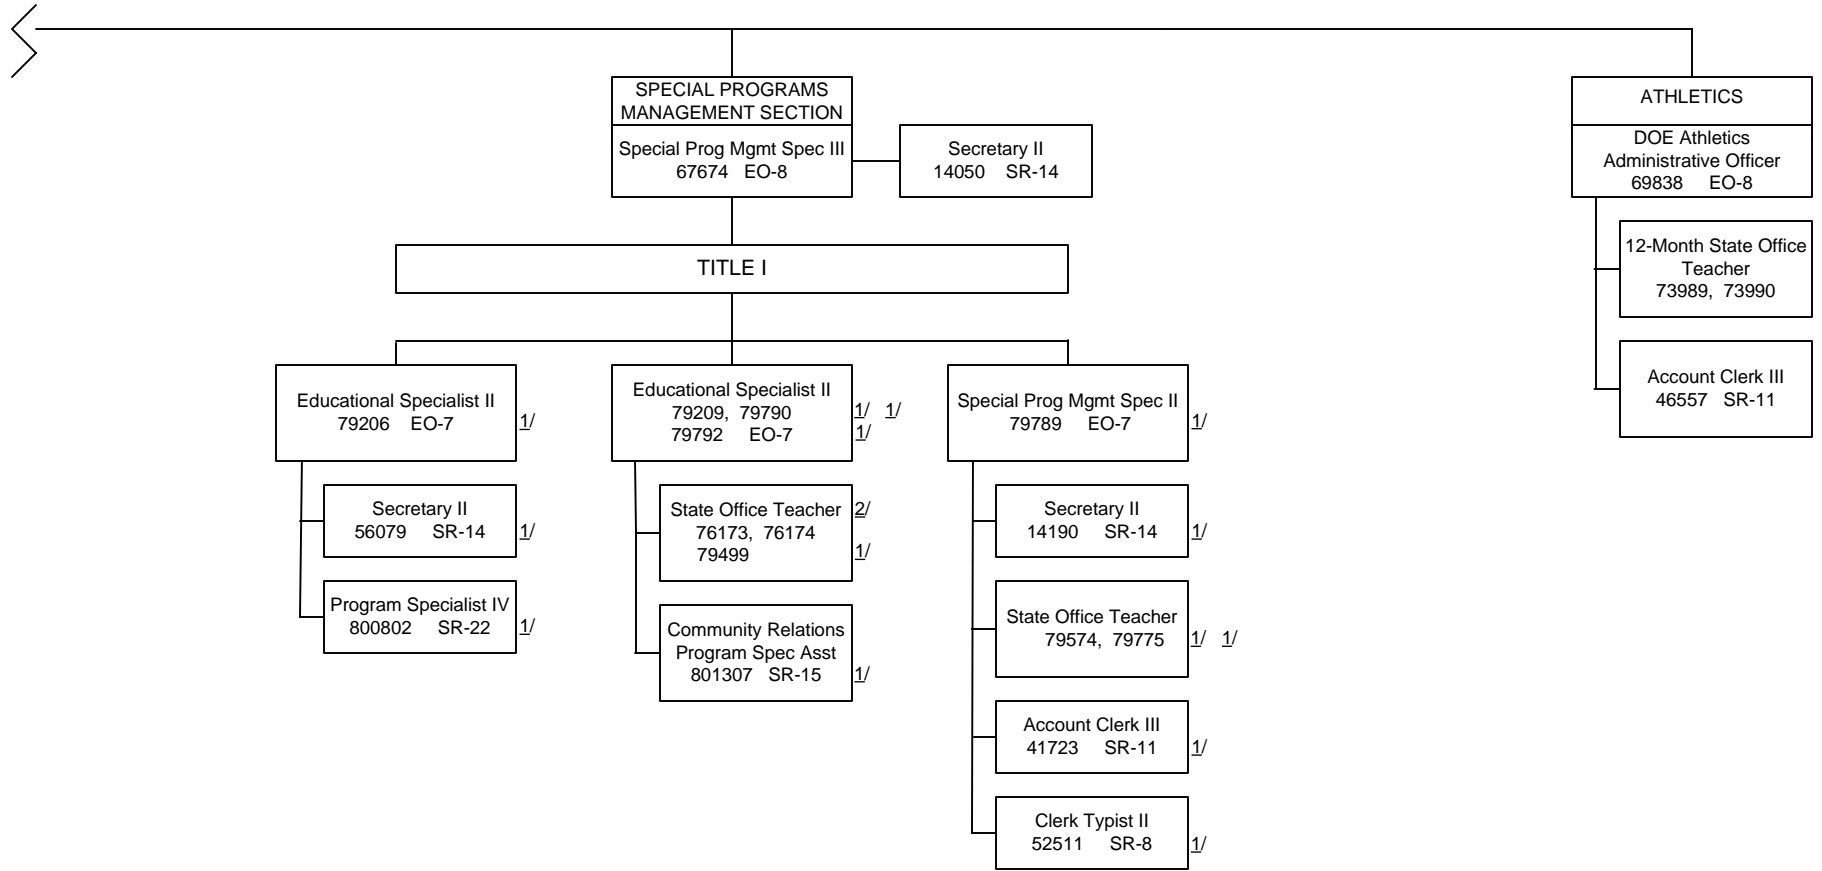 SPECIAL PROGRAMS
MANAGEMENT SECTION
Special Prog Mgmt Spec III
67674 EO-8
Secretary II
14050 SR-14
ATHLETICS
DOE Athletics
Administrative Officer
69838 EO-8
12-Month State Office
Teacher
73989, 73990
Account Clerk III
46557 SR-11
TITLE I
Educational Specialist II
79206 EO-7 1/
Secretary II
56079 SR-14 1/
Program Specialist IV
800802 SR-22 1/
Educational Specialist II
79209, 79790 1/ 1/
79792 EO-7 1/
State Office Teacher 2/
76173, 76174
79499 1/
Community Relations
Program Spec Asst
801307 SR-15 1/
Special Prog Mgmt Spec II
79789 EO-7 1/
Secretary II
14190 SR-14 1/
State Office Teacher
79574, 79775 1/ 1/
Account Clerk III
41723 SR-11 1/
Clerk Typist II
52511 SR-8 1/